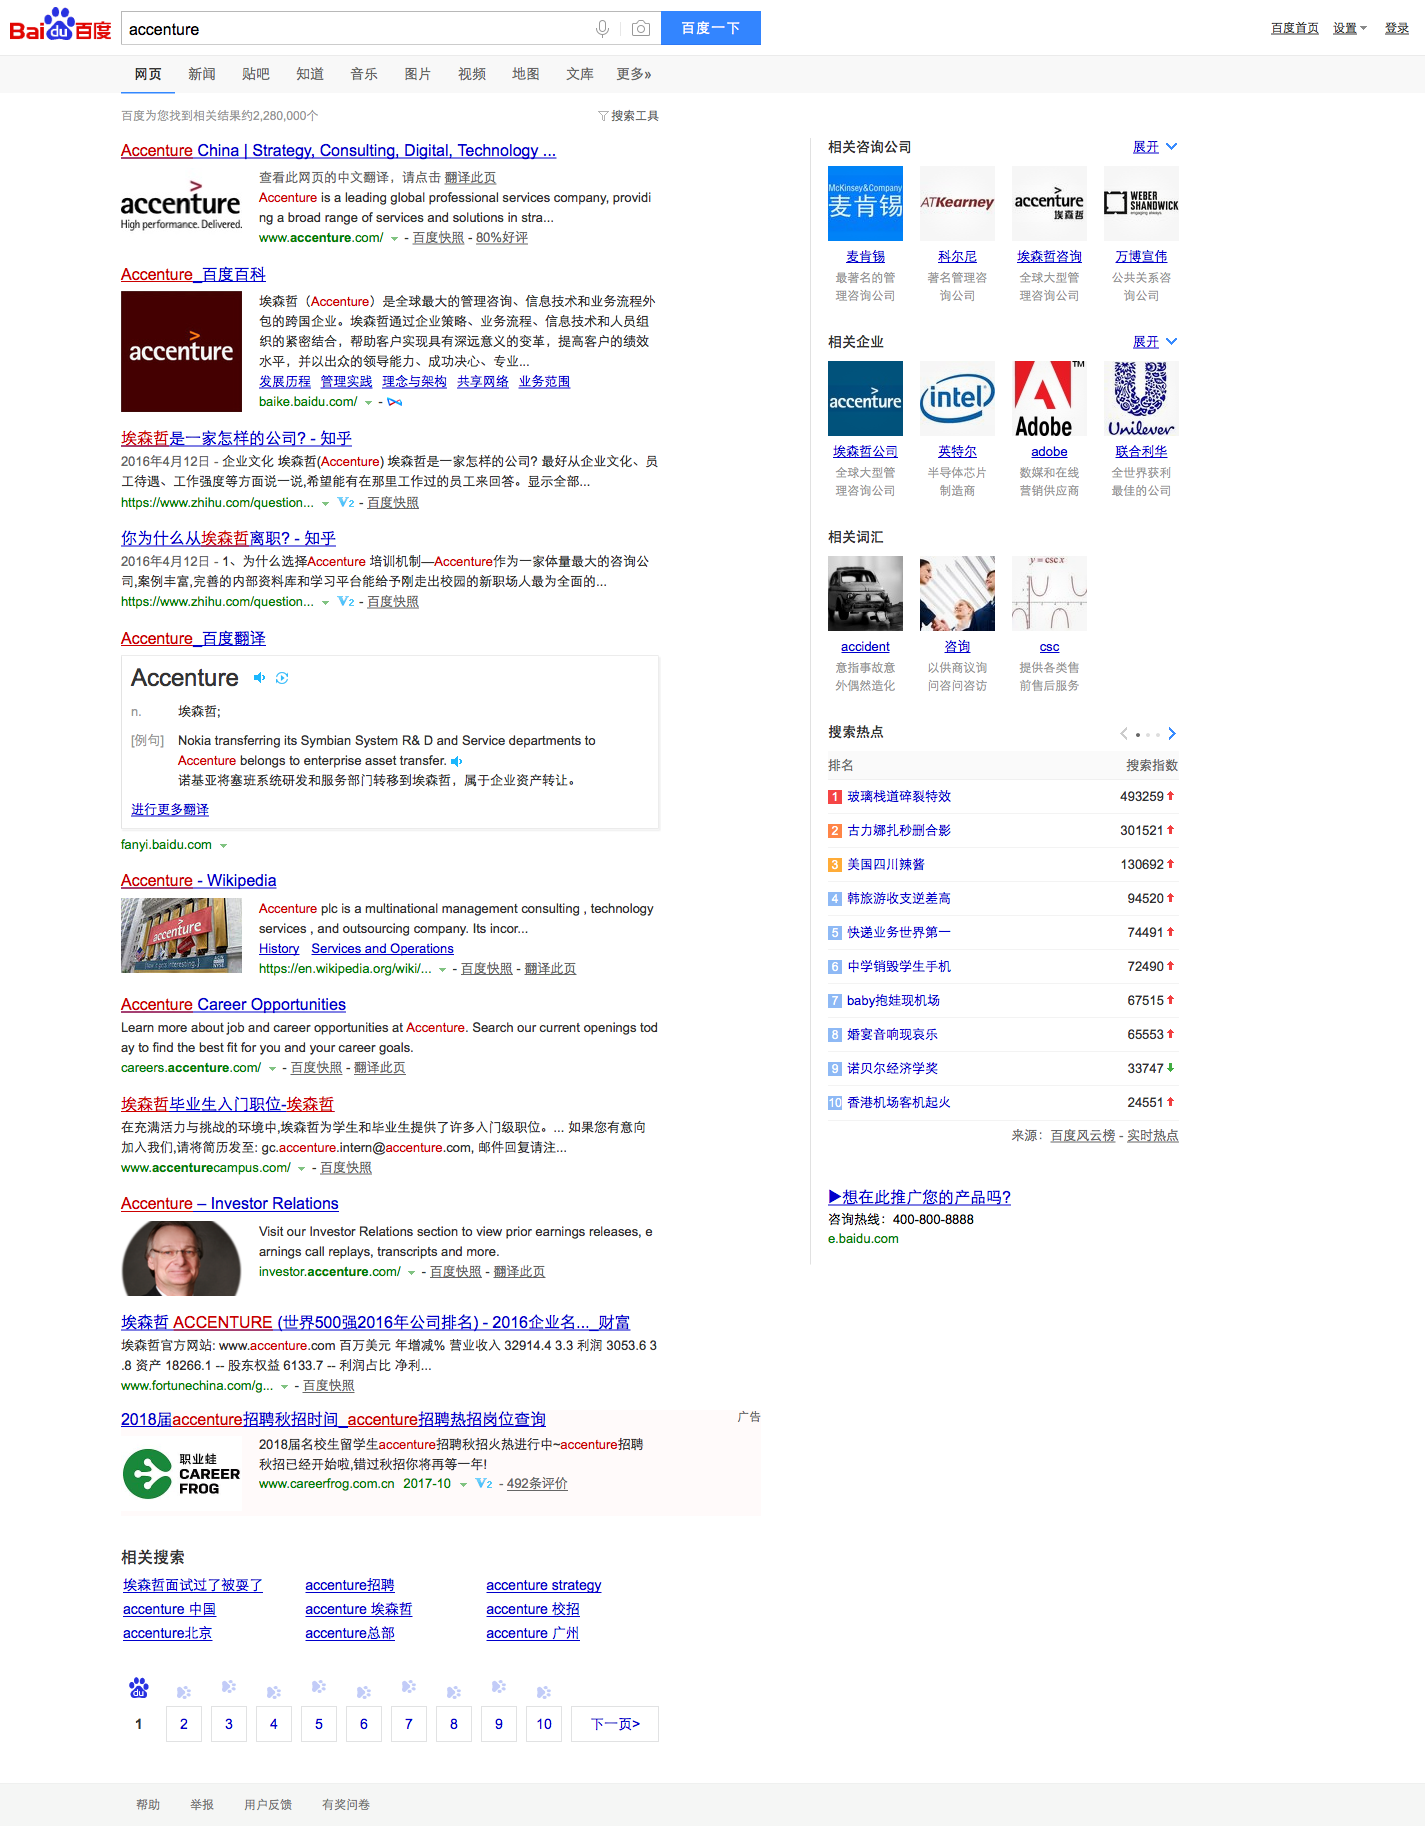 Baidu百度
accenture
百度一下
百度首页 设置 登录
网页 新闻 贴吧 知道 音乐 图片 视频 地图 文库 更多»
百度为您找到相关结果约2,280,000个
搜索工具
Accenture China | Strategy, Consulting, Digital, Technology ...
accenture
High performance. Delivered.
查看此网页的中文翻译，请点击 翻译此页
Accenture is a leading global professional services company, providi
ng a broad range of services and solutions in stra...
www.accenture.com/ - 百度快照 - 80%好评
Accenture_百度百科
accenture
埃森哲（Accenture）是全球最大的管理咨询、信息技术和业务流程外
包的跨国企业。埃森哲通过企业策略、业务流程、信息技术和人员组
织的紧密结合，帮助客户实现具有深远意义的变革，提高客户的绩效
水平，并以出众的领导能力、成功决心、专业...
发展历程 管理实践 理念与架构 共享网络 业务范围
baike.baidu.com/ -
埃森哲是一家怎样的公司? - 知乎
2016年4月12日 - 企业文化 埃森哲(Accenture) 埃森哲是一家怎样的公司? 最好从企业文化、员
工待遇、工作强度等方面说一说,希望能有在那里工作过的员工来回答。显示全部...
https://www.zhihu.com/question... V2 - 百度快照
你为什么从埃森哲离职? - 知乎
2016年4月12日 - 1、为什么选择Accenture 培训机制—Accenture作为一家体量最大的咨询公
司,案例丰富,完善的内部资料库和学习平台能给予刚走出校园的新职场人最为全面的...
https://www.zhihu.com/question... V2 - 百度快照
Accenture_百度翻译
Accenture
n. 埃森哲;
[例句] Nokia transferring its Symbian System R& D and Service departments to
Accenture belongs to enterprise asset transfer.
诺基亚将塞班系统研发和服务部门转移到埃森哲，属于企业资产转让。
进行更多翻译
fanyi.baidu.com
Accenture - Wikipedia
accenture
Accenture plc is a multinational management consulting , technology
services , and outsourcing company. Its incor...
History Services and Operations
https://en.wikipedia.org/wiki/... - 百度快照 - 翻译此页
Accenture Career Opportunities
Learn more about job and career opportunities at Accenture. Search our current openings tod
ay to find the best fit for you and your career goals.
careers.accenture.com/ - 百度快照 - 翻译此页
埃森哲毕业生入门职位-埃森哲
在充满活力与挑战的环境中,埃森哲为学生和毕业生提供了许多入门级职位。... 如果您有意向
加入我们,请将简历发至: gc.accenture.intern@accenture.com, 邮件回复请注...
www.accenturecampus.com/ - 百度快照
Accenture – Investor Relations
Visit our Investor Relations section to view prior earnings releases, e
arnings call replays, transcripts and more.
investor.accenture.com/ - 百度快照 - 翻译此页
埃森哲 ACCENTURE (世界500强2016年公司排名) - 2016企业名..._财富
埃森哲官方网站: www.accenture.com 百万美元 年增减% 营业收入 32914.4 3.3 利润 3053.6 3
.8 资产 18266.1 -- 股东权益 6133.7 -- 利润占比 净利...
www.fortunechina.com/g... - 百度快照
2018届accenture招聘秋招时间_accenture招聘热招岗位查询
广告
职业蛙
CAREER
FROG
2018届名校生留学生accenture招聘秋招火热进行中~accenture招聘
秋招已经开始啦,错过秋招你将再等一年!
www.careerfrog.com.cn 2017-10 V2 - 492条评价
相关搜索
埃森哲面试过了被耍了 accenture招聘 accenture strategy
accenture 中国 accenture 埃森哲 accenture 校招
accenture北京 accenture总部 accenture 广州
du
1 2 3 4 5 6 7 8 9 10 下一页>
相关咨询公司 展开
McKinsey&Company
麦肯锡
ATKearney
accenture
埃森哲
WEBER
SHANDWICK
engaging always
麦肯锡 科尔尼 埃森哲咨询 万博宣伟
最著名的管 著名管理咨 全球大型管 公共关系咨
理咨询公司 询公司 理咨询公司 询公司
相关企业 展开
accenture
intel
Adobe
TM
Unilever
埃森哲公司 英特尔 adobe 联合利华
全球大型管 半导体芯片 数媒和在线 全世界获利
理咨询公司 制造商 营销供应商 最佳的公司
相关词汇
y = csc x
accident 咨询 csc
意指事故意 以供商议询 提供各类售
外偶然造化 问咨问咨访 前售后服务
搜索热点
排名 搜索指数
1 玻璃栈道碎裂特效 493259
2 古力娜扎秒删合影 301521
3 美国四川辣酱 130692
4 韩旅游收支逆差高 94520
5 快递业务世界第一 74491
6 中学销毁学生手机 72490
7 baby抱娃现机场 67515
8 婚宴音响现哀乐 65553
9 诺贝尔经济学奖 33747
10 香港机场客机起火 24551
来源：百度风云榜 - 实时热点
▶想在此推广您的产品吗?
咨询热线：400-800-8888
e.baidu.com
帮助 举报 用户反馈 有奖问卷